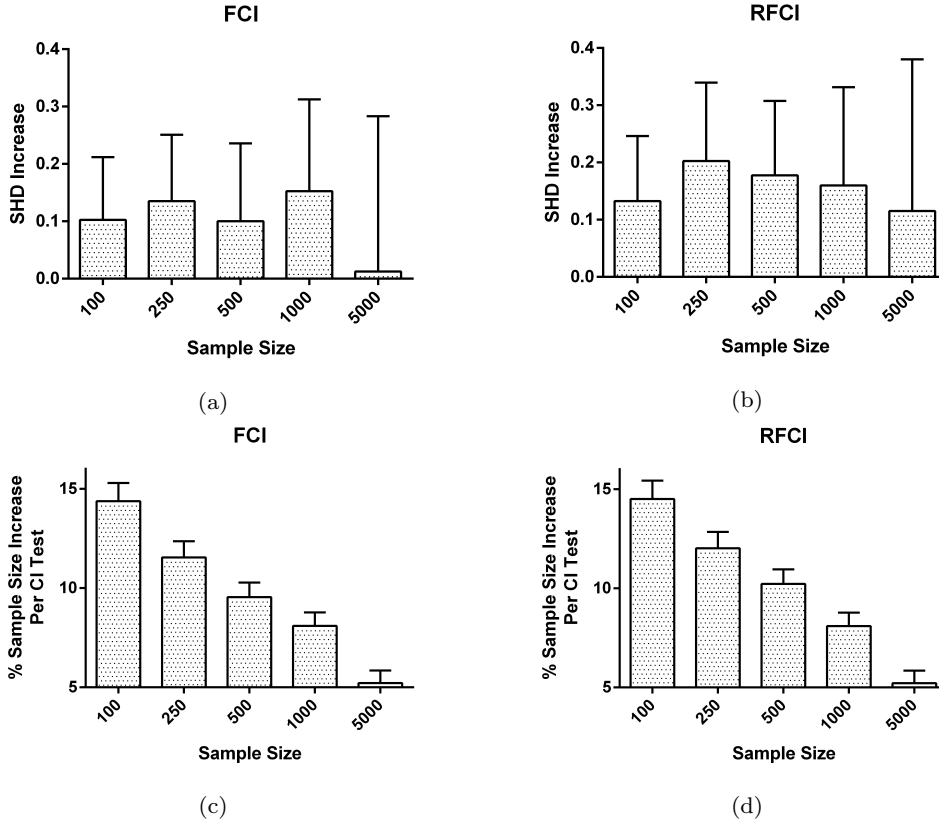 FCI
SHD Increase
0.4
0.3
0.2
0.1
0.0
100
250
500
1000
5000
Sample Size
(a)
RFCI
SHD Increase
0.4
0.3
0.2
0.1
0.0
100
250
500
1000
5000
Sample Size
(b)
FCI
% Sample Size Increase
Per CI Test
15
10
5
100
250
500
1000
5000
Sample Size
(c)
RFCI
% Sample Size Increase
Per CI Test
15
10
5
100
250
500
1000
5000
Sample Size
(d)